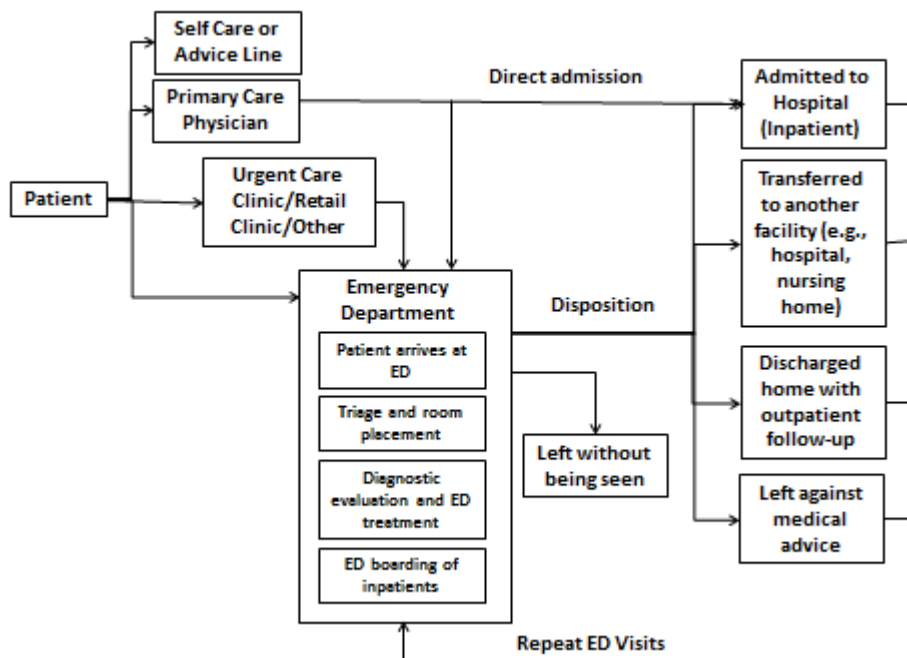 Self Care or
Advice Line
Primary Care
Physician
Direct admission
Admitted to
Hospital
(Inpatient)
Patient
Urgent Care
Clinic/Retail
Clinic/Other
Transferred
to another
facility (e.g.,
hospital,
nursing
home)
Emergency
Department
Disposition
Patient arrives at
ED
Triage and room
placement
Diagnostic
evaluation and ED
treatment
ED boarding of
inpatients
Left without
being seen
Discharged
home with
outpatient
follow-up
Left against
medical
advice
Repeat ED Visits